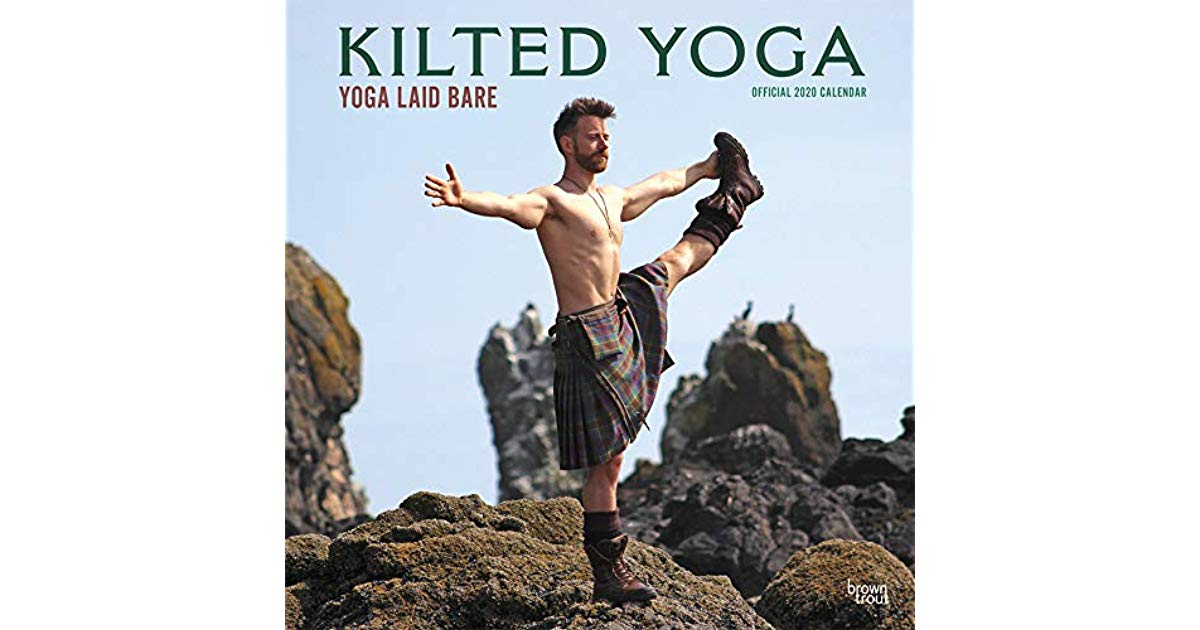 KILTED YOGA
YOGA LAID BARE
OFFICIAL 2020 CALENDAR
brown
trout